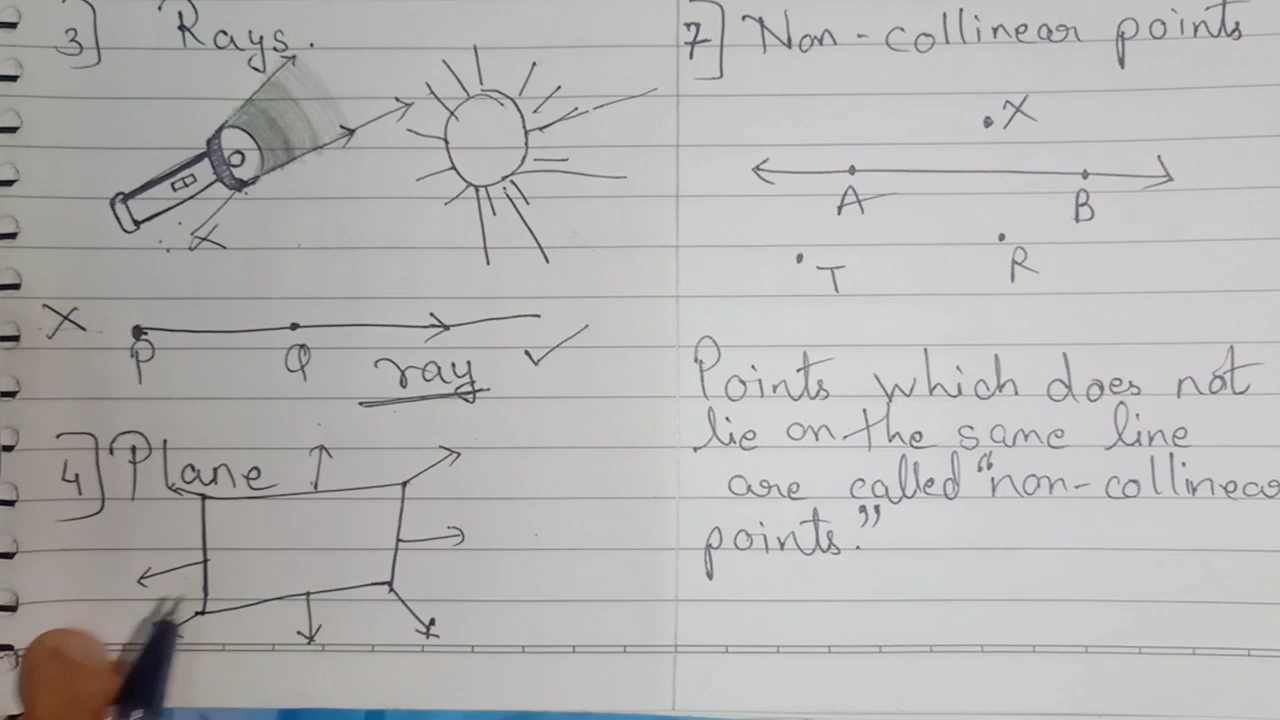 3] Rays.
X
P Q
ray
4] Plane
7] Non-collinear points
X
A B
T R
Points which does not
lie on the same line
are called "non-collinear
points."